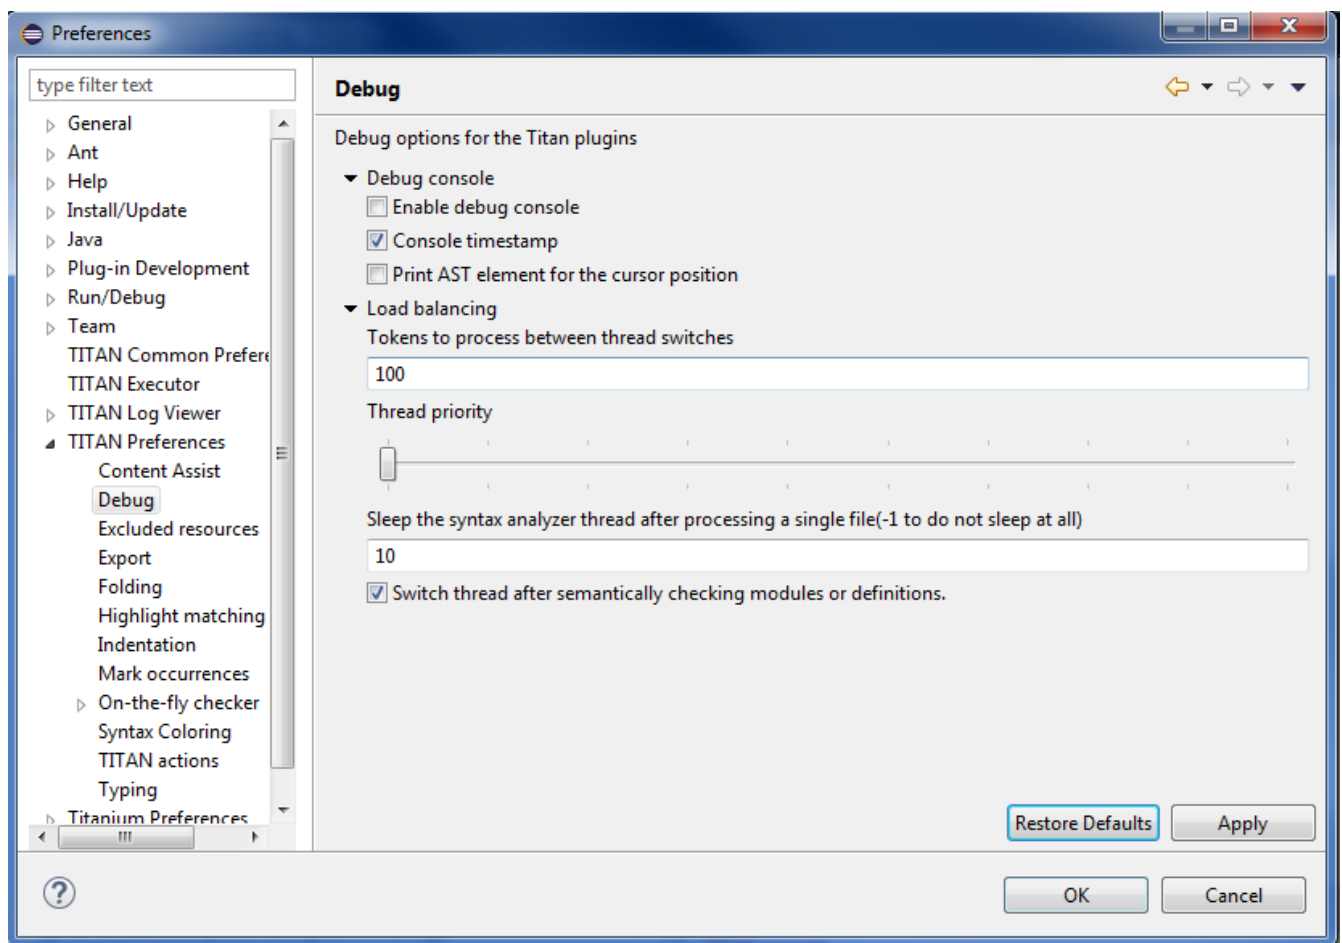 Preferences
type filter text
General
Ant
Help
Install/Update
Java
Plug-in Development
Run/Debug
Team
TITAN Common Prefere
TITAN Executor
TITAN Log Viewer
TITAN Preferences
Content Assist
Debug
Excluded resources
Export
Folding
Highlight matching
Indentation
Mark occurrences
On-the-fly checker
Syntax Coloring
TITAN actions
Typing
Titanium Preferences
Debug
Debug options for the Titan plugins
Debug console
Enable debug console
Console timestamp
Print AST element for the cursor position
Load balancing
Tokens to process between thread switches
100
Thread priority
Sleep the syntax analyzer thread after processing a single file(-1 to do not sleep at all)
10
Switch thread after semantically checking modules or definitions.
Restore Defaults
Apply
?
OK
Cancel